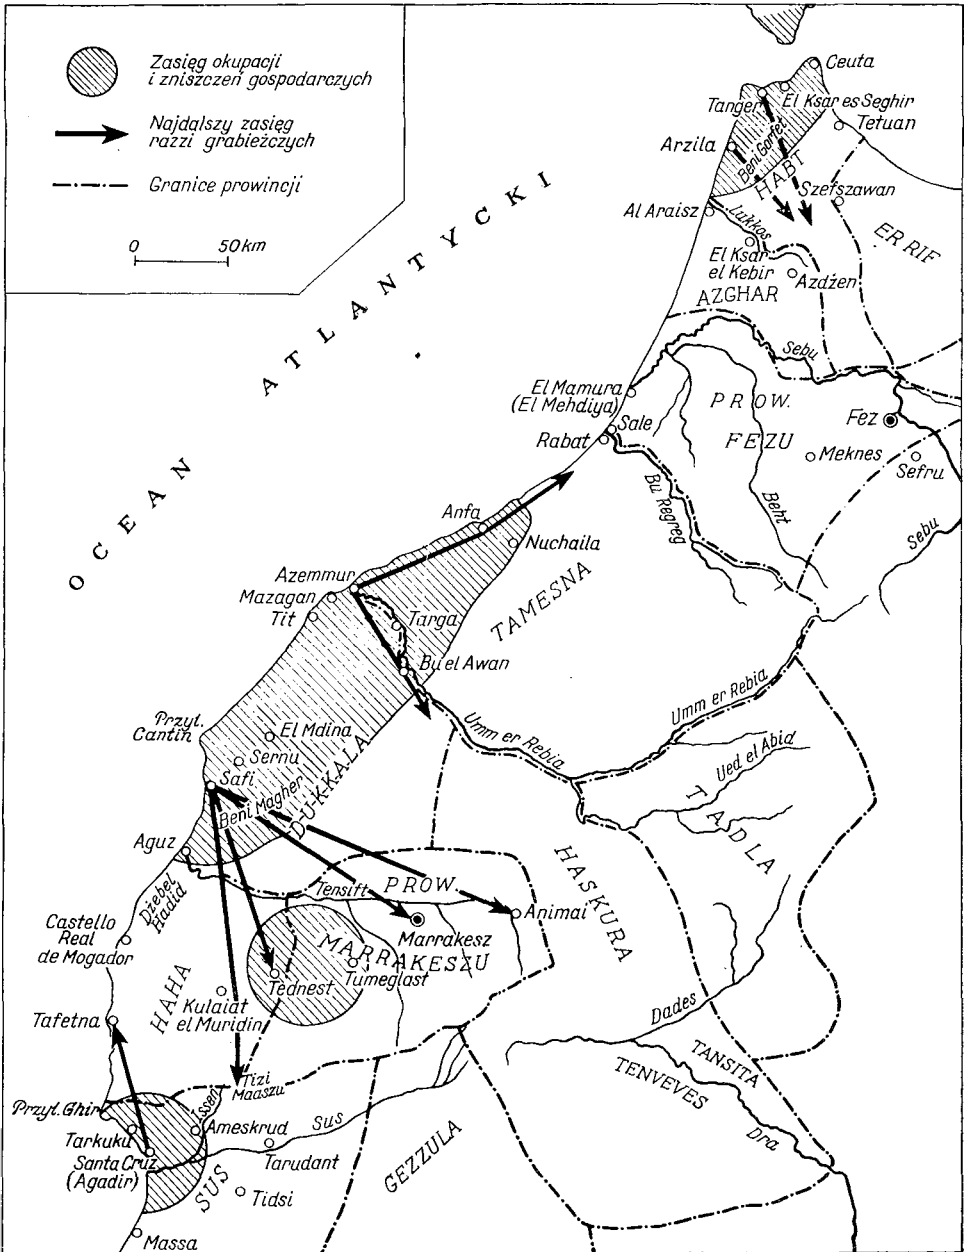 Zasięg okupacji
i zniszczeń gospodarczych
Najdalszy zasięg
razzi grabieżczych
Granice prowincji
0 50 km
OCEAN ATLANTYCKI
Ceuta
Tanger
El Ksar es Seghir
Tetuan
Arzila
Beni Gorfet
HABT
Szefszawan
Al Araisz
Lukkos
ER RIF
El Ksar
el Kebir
Azdżen
AZGHAR
Sebu
El Mamura
(El Mehdiya)
PROW.
FEZU
Fez
Sale
Rabat
Meknes
Sefru
Bu Regreg
Beht
Sebu
Anfa
Nuchaila
Azemmur
Mazagan
Tit
Targa
TAMESNA
Bu el Awan
Przyl.
Cantin
El Mdina
Sernu
Umm er Rebia
Umm er Rebia
Safi
Beni Magher
D-U-K-K-A-L-A
Ued el Abid
TADLA
Aguz
Dżebel
Hadid
Tensift
PROW.
HASKURA
Animai
Castello
Real
de Mogador
Marrakesz
MARRAKESZU
Tumeglast
Tednest
HAHA
Kulaiat
el Muridin
Tafetna
Dades
Tizi
Maaszu
TANSITA
TENVEVES
Przyl. Ghir
Issen
Tarkuku
Ameskrud
Sus
Santa Cruz
(Agadir)
Tarudant
Dra
SUS
GEZZULA
Tidsi
Massa